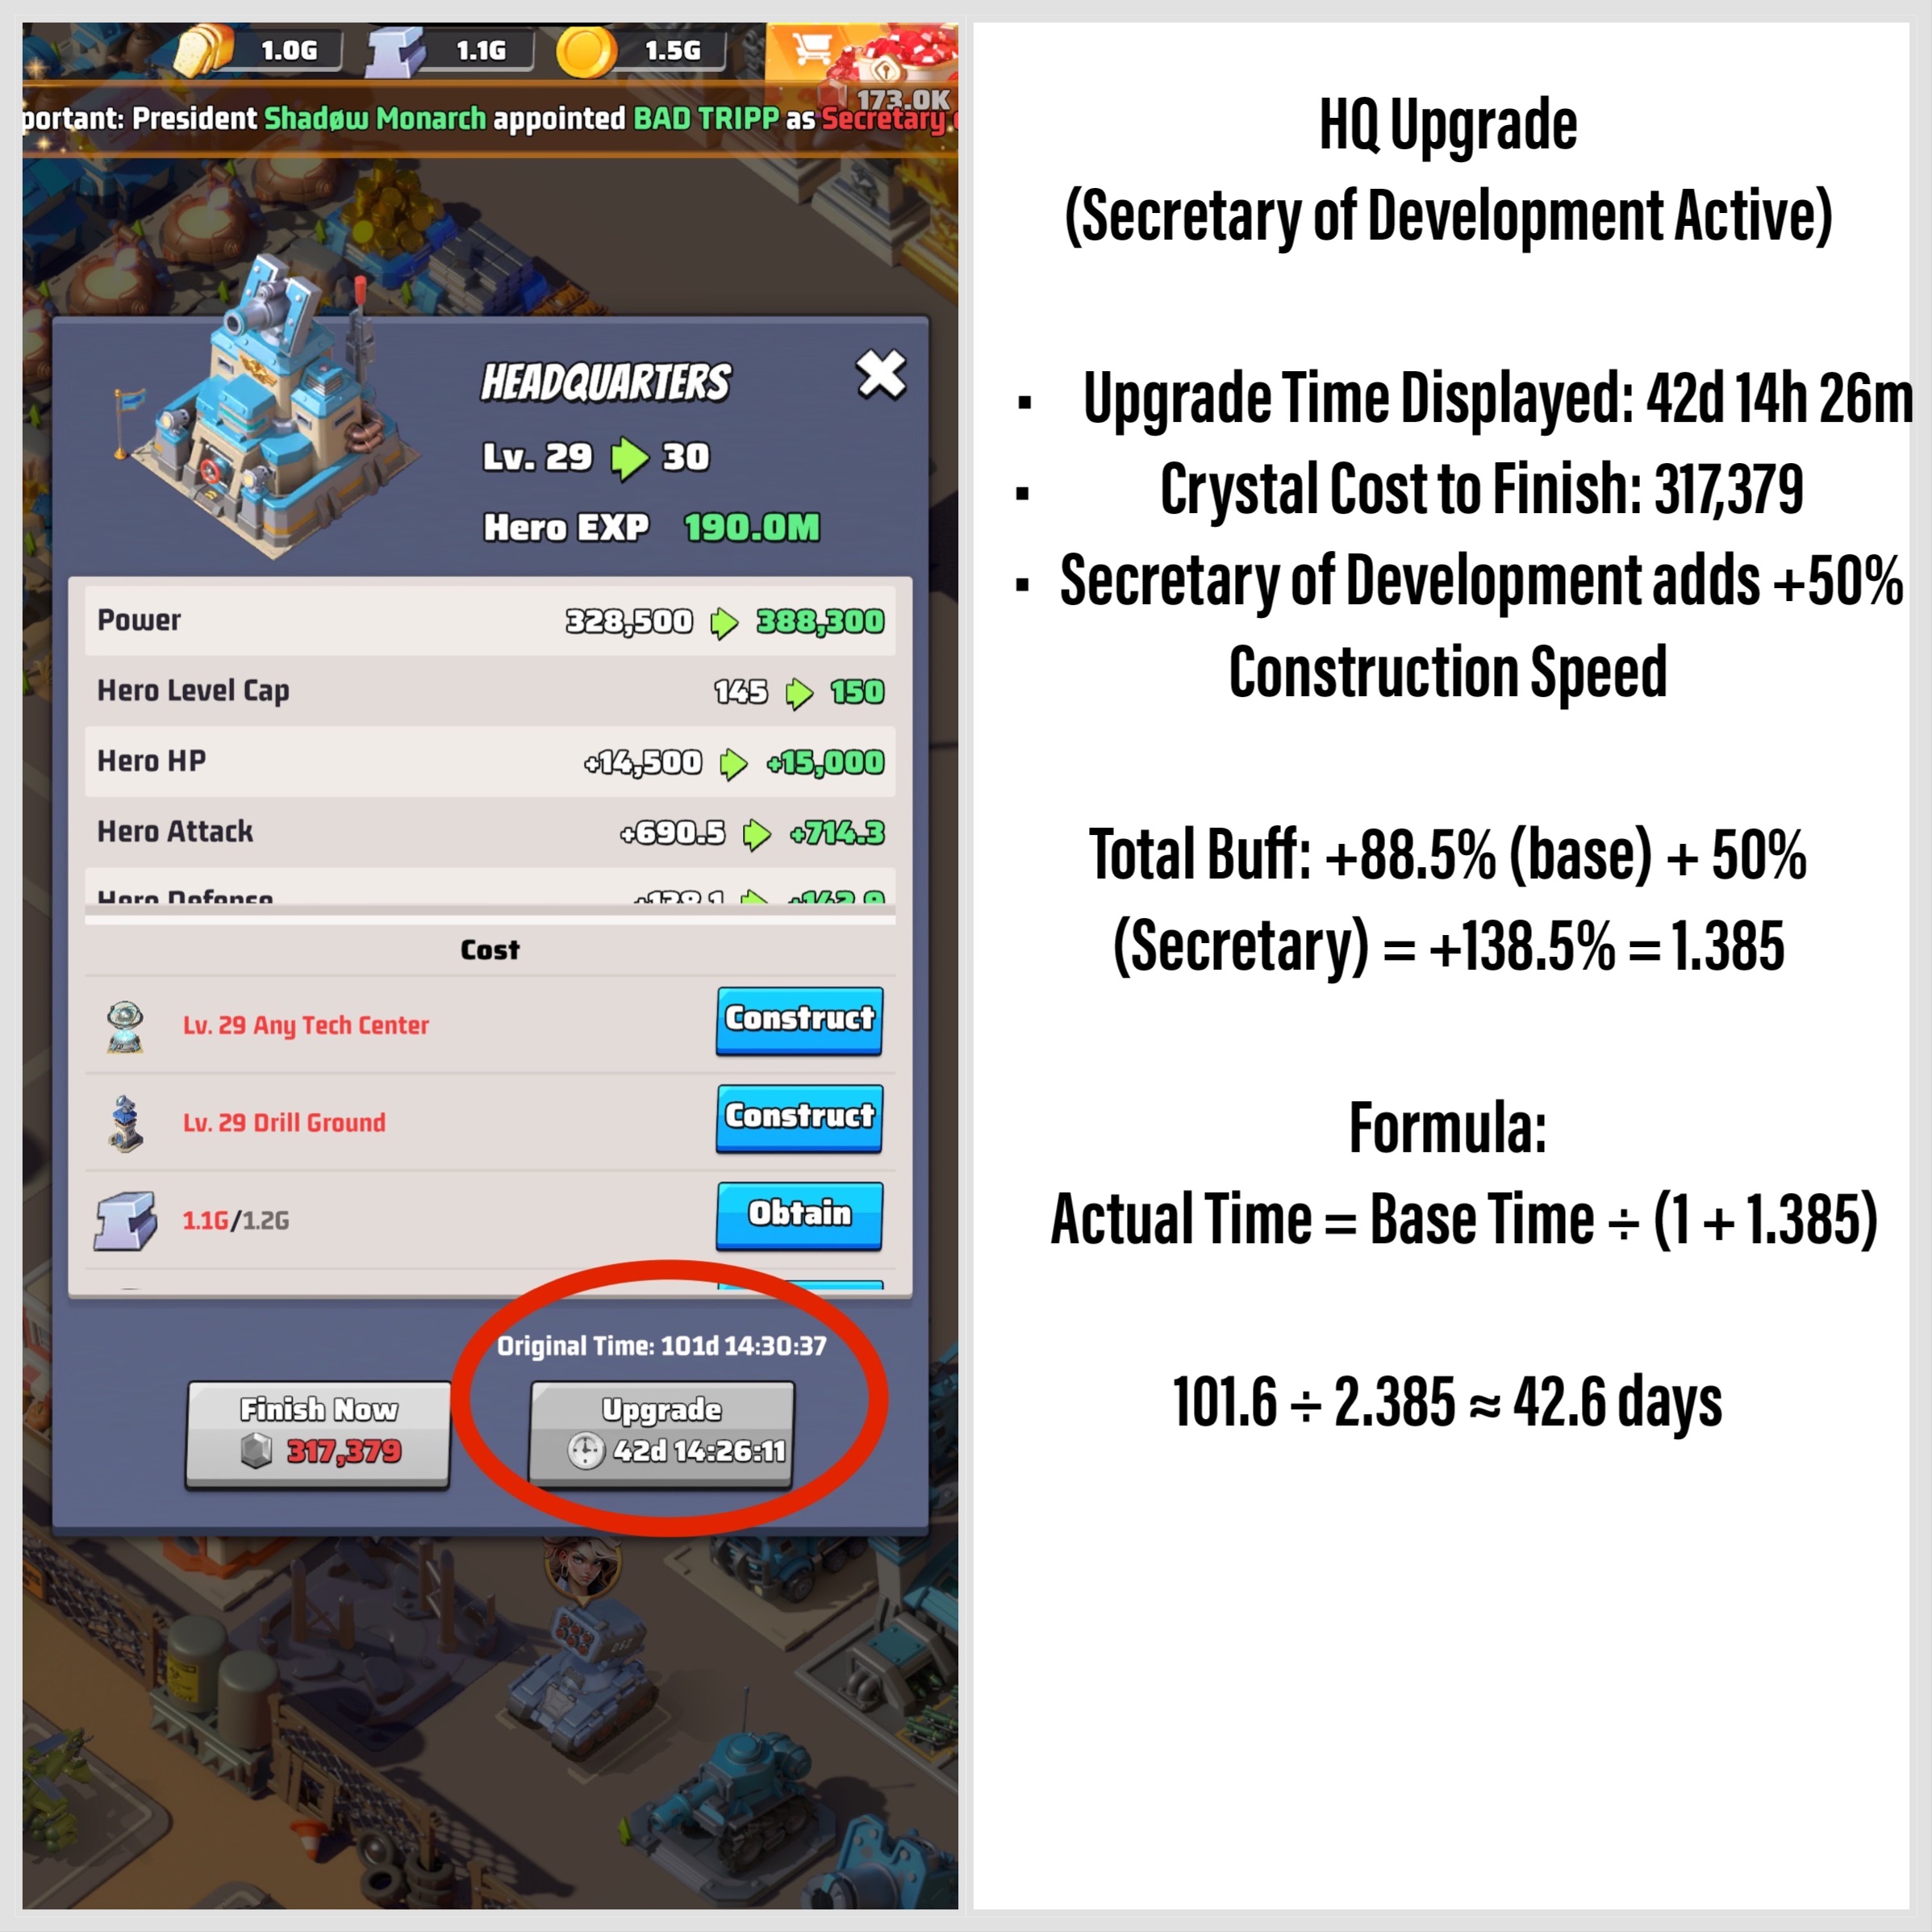 1.0G
1.1G
1.5G
173.0K
portant: President Shadøw Monarch appointed BAD TRIPP as Secretary
HEADQUARTERS
Lv. 29 30
Hero EXP 190.0M
Power 328,500 388,300
Hero Level Cap 145 150
Hero HP +14,500 +15,000
Hero Attack +690.5 +714.3
Hero Defense +138.1 +142.9
Cost
Lv. 29 Any Tech Center Construct
Lv. 29 Drill Ground Construct
1.1G/1.2G Obtain
Original Time: 101d 14:30:37
Finish Now
317,379
Upgrade
42d 14:26:11
HQ Upgrade
(Secretary of Development Active)
▪ Upgrade Time Displayed: 42d 14h 26m
▪ Crystal Cost to Finish: 317,379
▪ Secretary of Development adds +50%
Construction Speed
Total Buff: +88.5% (base) + 50%
(Secretary) = +138.5% = 1.385
Formula:
Actual Time = Base Time ÷ (1 + 1.385)
101.6 ÷ 2.385 ≈ 42.6 days